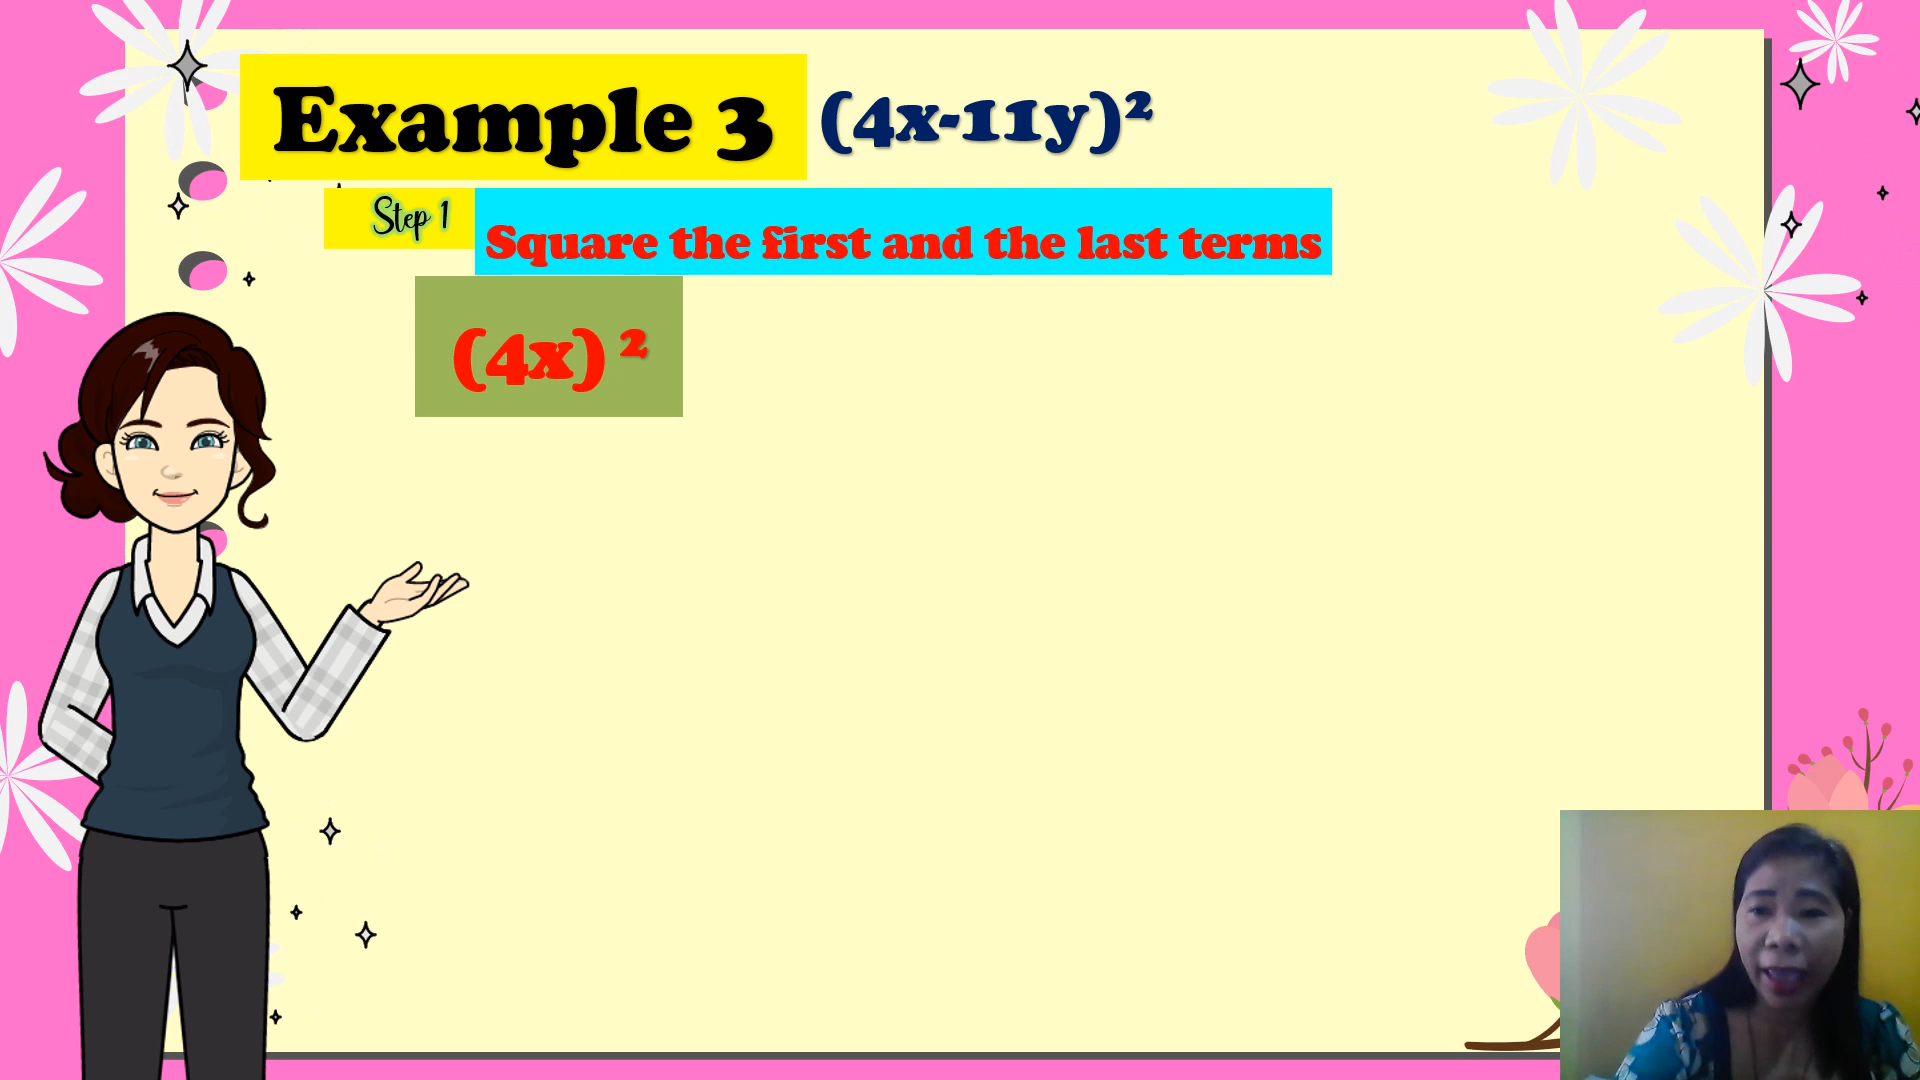 Example 3 (4x-11y)²
Step 1 Square the first and the last terms
(4x)²